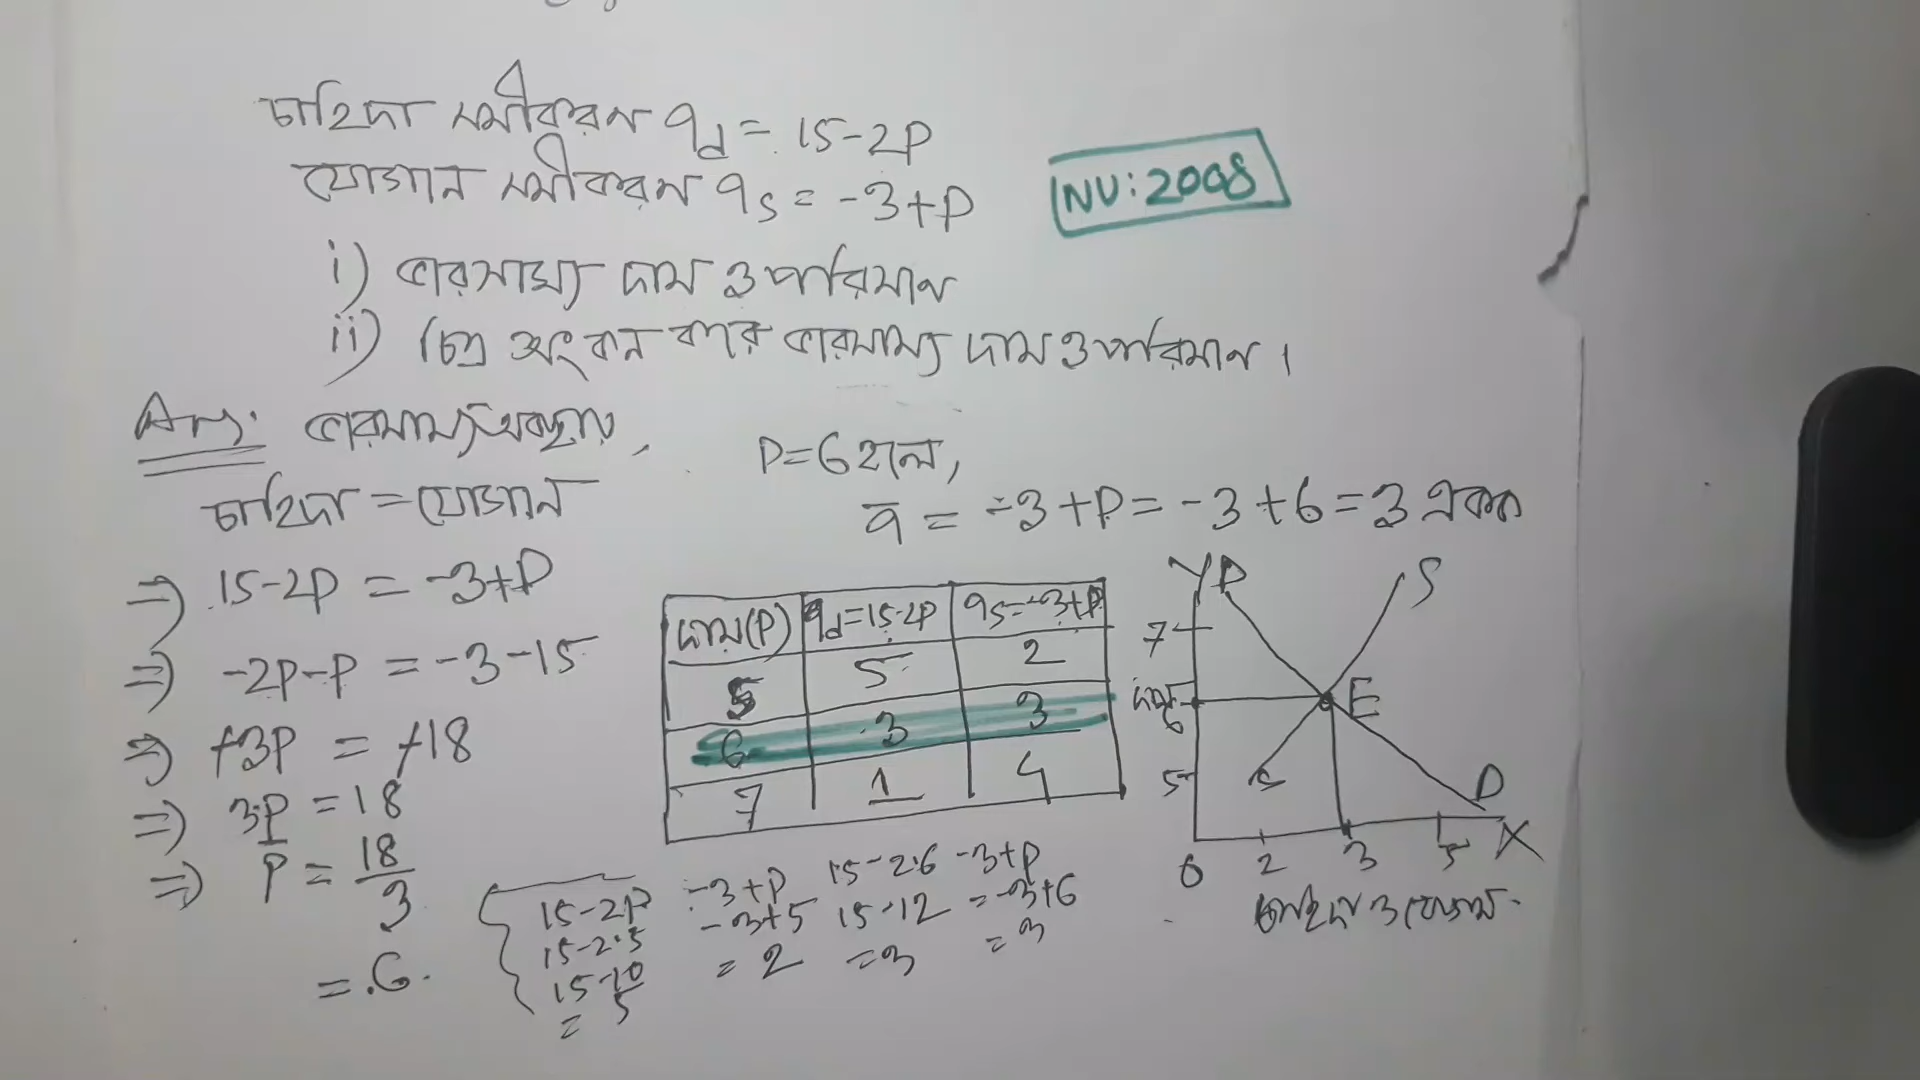 চাহিদা সমীকরণ qd = 15-2P
যোগান সমীকরণ qs = -3+P
NU:2008
i) ভারসাম্য দাম ও পরিমান
ii) চিত্র অংকন করে ভারসাম্য দাম ও পরিমান।
Ans: ভারসাম্য অবস্থায়,
চাহিদা = যোগান
⇒ 15-2P = -3+P
⇒ -2P-P = -3-15
⇒ +3P = +18
⇒ 3P = 18
⇒ P = 18/3
= 6.
P=6 হলে,
q̄ = -3+P = -3+6 = 3 একক
দাম(P) qd=15-2P qs=-3+P
5 5 2
6 3 3
7 1 4
15-2P -3+P 15-2·6 -3+P
15-2·5 -3+5 15-12 = -3+6
15-10 = 2 =3 = 3
= 5
Y D S
7
দাম 6 E
5 S D
0 2 3 5 X
চাহিদা ও যোগান